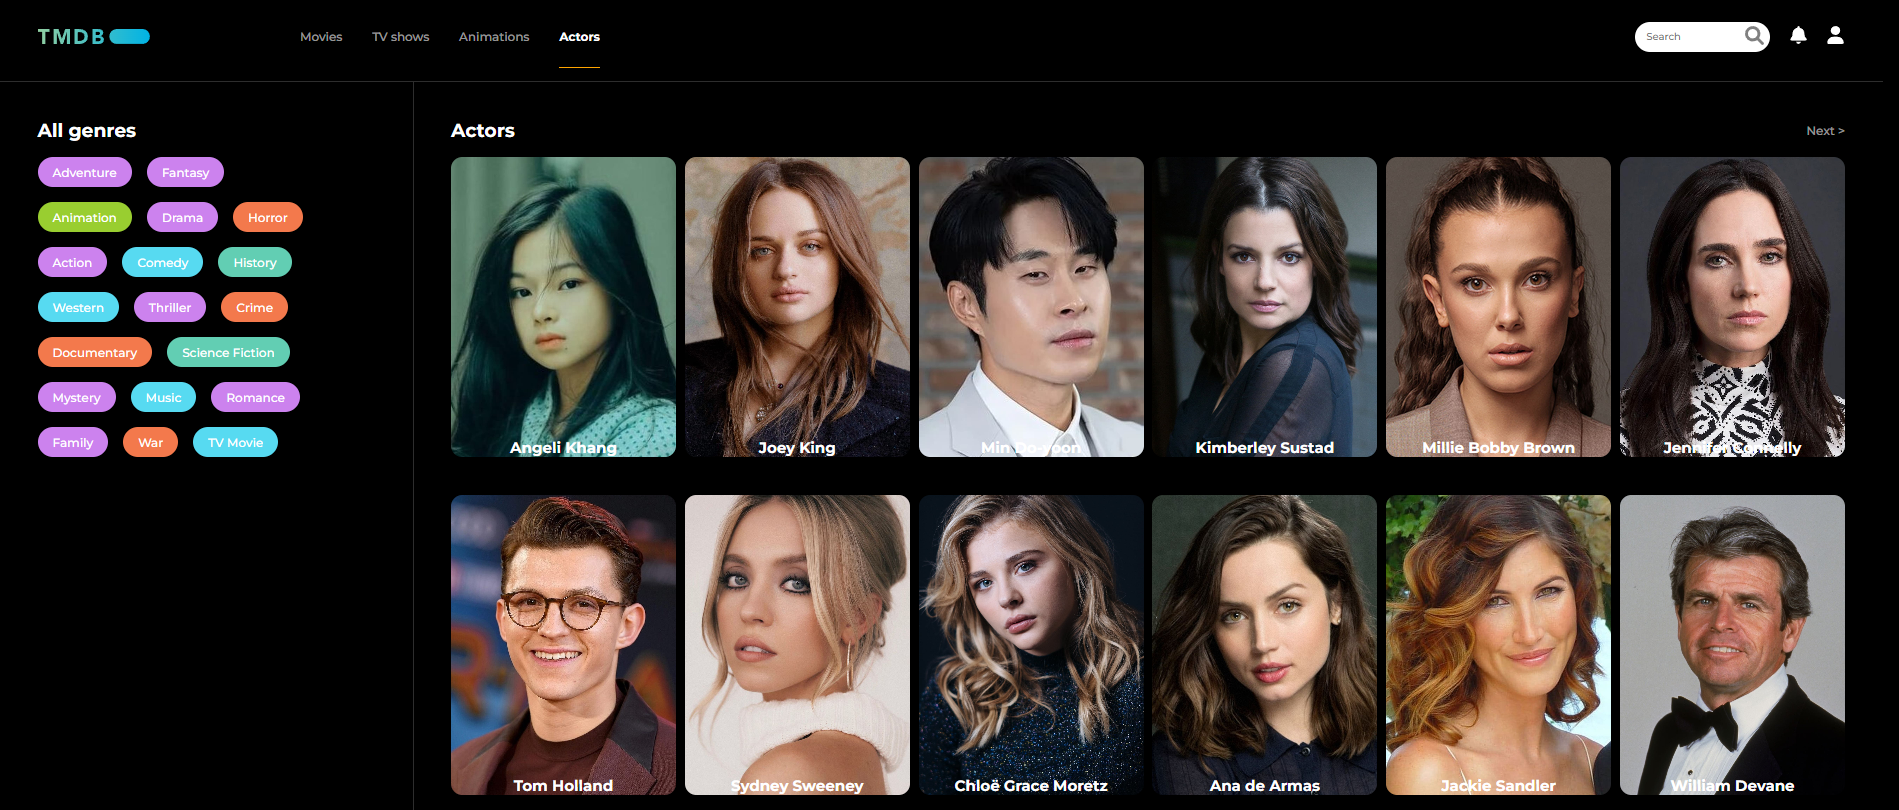 TMDB
Movies TV shows Animations Actors
Search
All genres
Adventure Fantasy
Animation Drama Horror
Action Comedy History
Western Thriller Crime
Documentary Science Fiction
Mystery Music Romance
Family War TV Movie
Actors
Next >
Angeli Khang Joey King Min Do-yoon Kimberley Sustad Millie Bobby Brown Jennifer Connelly
Tom Holland Sydney Sweeney Chloë Grace Moretz Ana de Armas Jackie Sandler William Devane